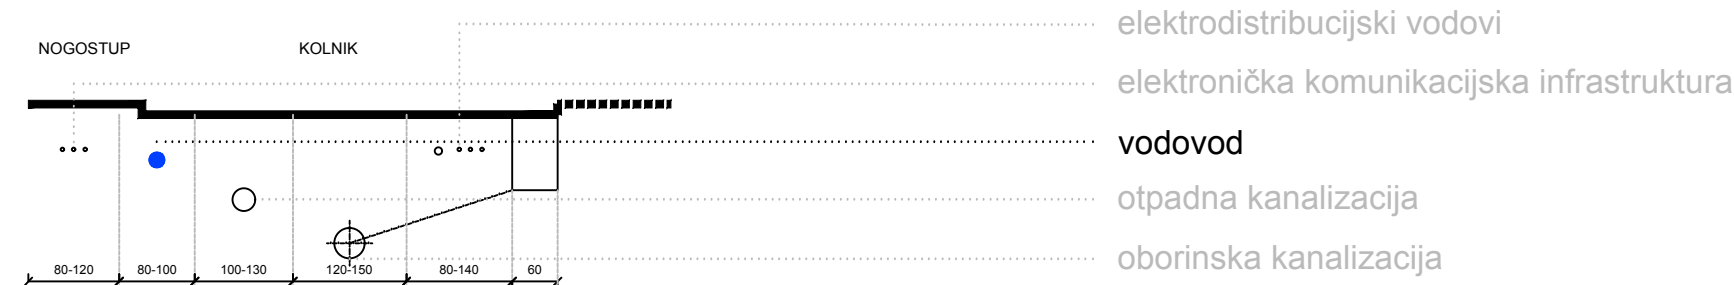 elektrodistribucijski vodovi
NOGOSTUP KOLNIK
elektronička komunikacijska infrastruktura
vodovod
otpadna kanalizacija
oborinska kanalizacija
80-120 80-100 100-130 120-150 80-140 60